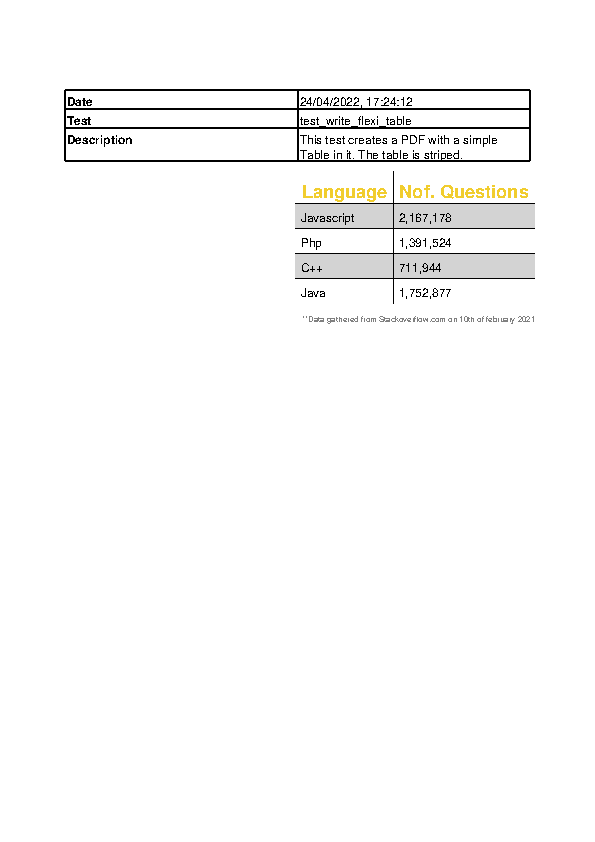 Date 24/04/2022, 17:24:12
Test test_write_flexi_table
Description This test creates a PDF with a simple
Table in it. The table is striped.
Language Nof. Questions
Javascript 2,167,178
Php 1,391,524
C++ 711,944
Java 1,752,877
**Data gathered from Stackoverflow.com on 10th of february 2021